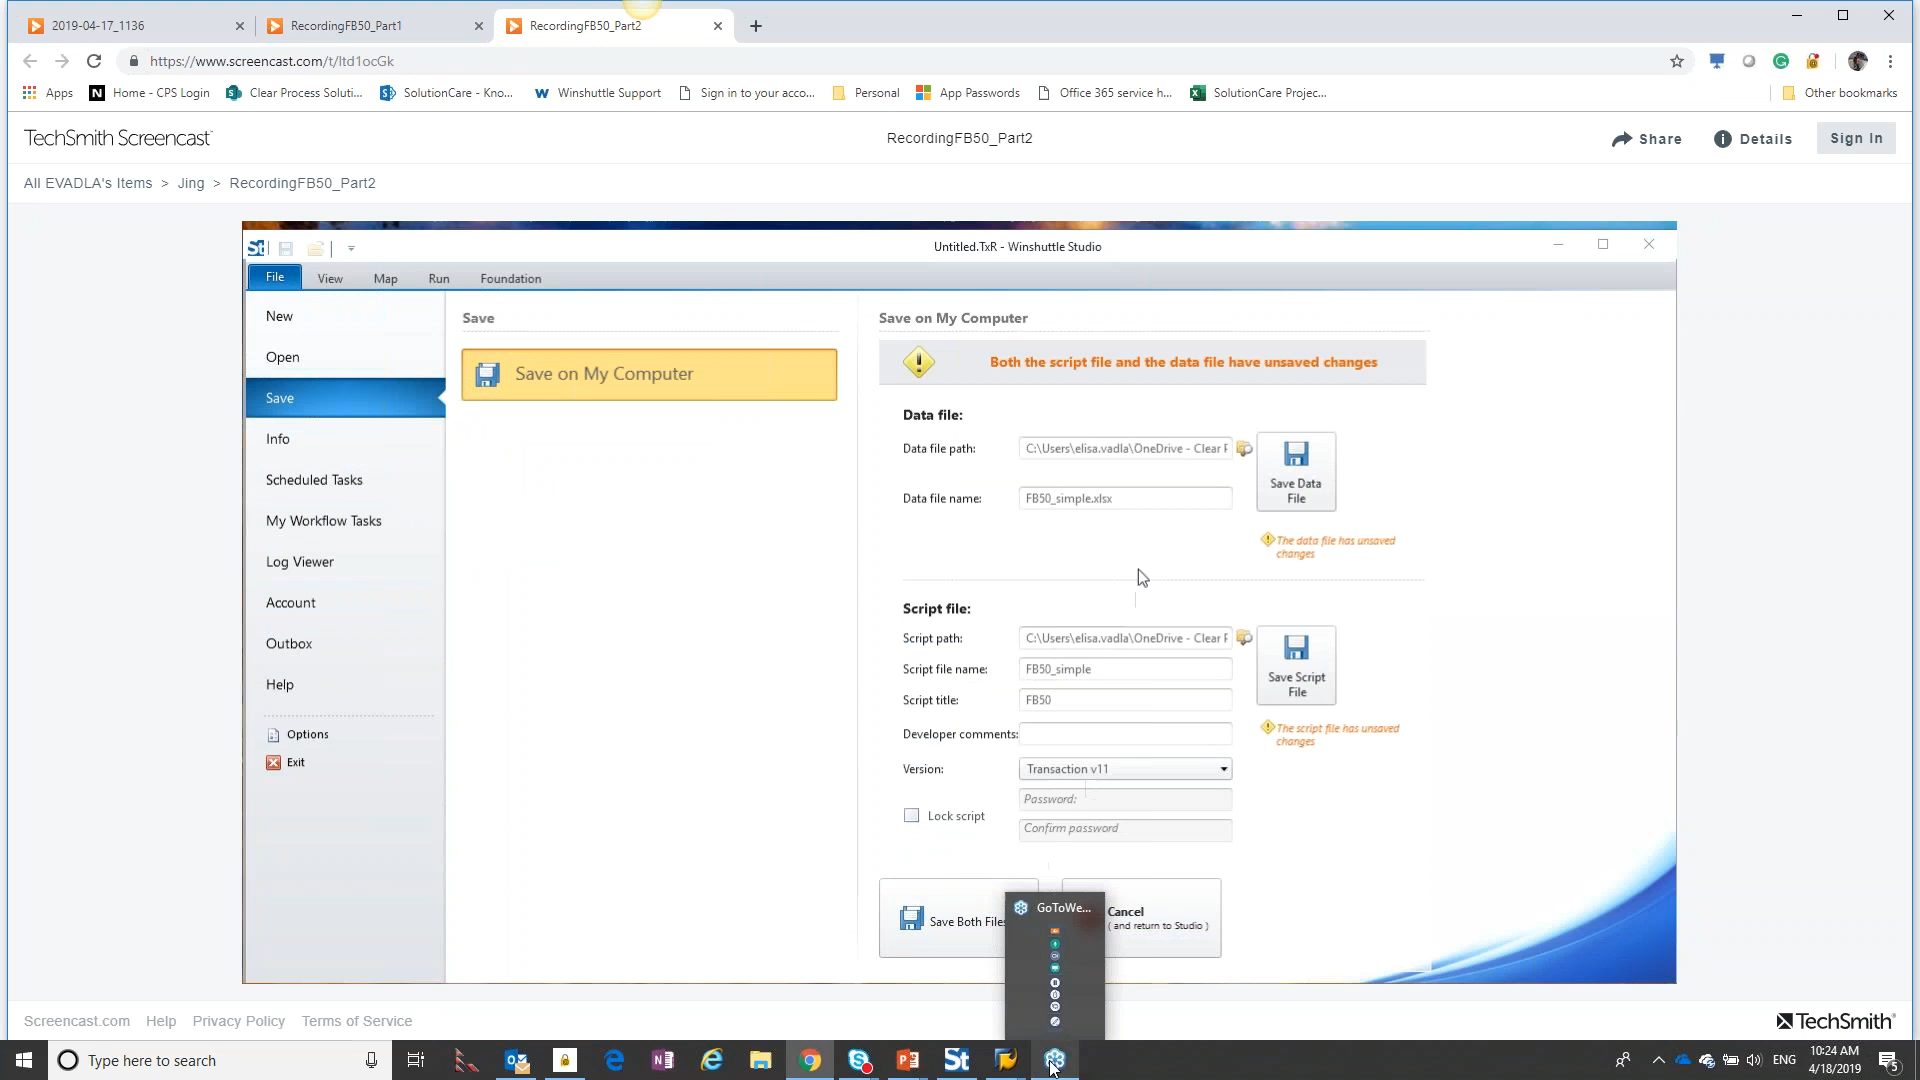 2019-04-17_1136
RecordingFB50_Part1
RecordingFB50_Part2
https://www.screencast.com/t/ltd1ocGk
Apps
Home - CPS Login
Clear Process Soluti...
SolutionCare - Kno...
Winshuttle Support
Sign in to your acco...
Personal
App Passwords
Office 365 service h...
SolutionCare Projec...
Other bookmarks
TechSmith Screencast
RecordingFB50_Part2
Share
Details
Sign In
All EVADLA's Items > Jing > RecordingFB50_Part2
St
Untitled.TxR - Winshuttle Studio
File
View
Map
Run
Foundation
New
Open
Save
Info
Scheduled Tasks
My Workflow Tasks
Log Viewer
Account
Outbox
Help
Options
Exit
Save
Save on My Computer
Save on My Computer
Both the script file and the data file have unsaved changes
Data file:
Data file path:
C:\Users\elisa.vadla\OneDrive - Clear P
Data file name:
FB50_simple.xlsx
Save Data
File
The data file has unsaved
changes
Script file:
Script path:
C:\Users\elisa.vadla\OneDrive - Clear P
Script file name:
FB50_simple
Script title:
FB50
Save Script
File
The script file has unsaved
changes
Developer comments:
Version:
Transaction v11
Password:
Lock script
Confirm password
Save Both Files
Cancel
( and return to Studio )
GoToWe...
Screencast.com
Help
Privacy Policy
Terms of Service
TechSmith
Type here to search
St
ENG
10:24 AM
4/18/2019
5